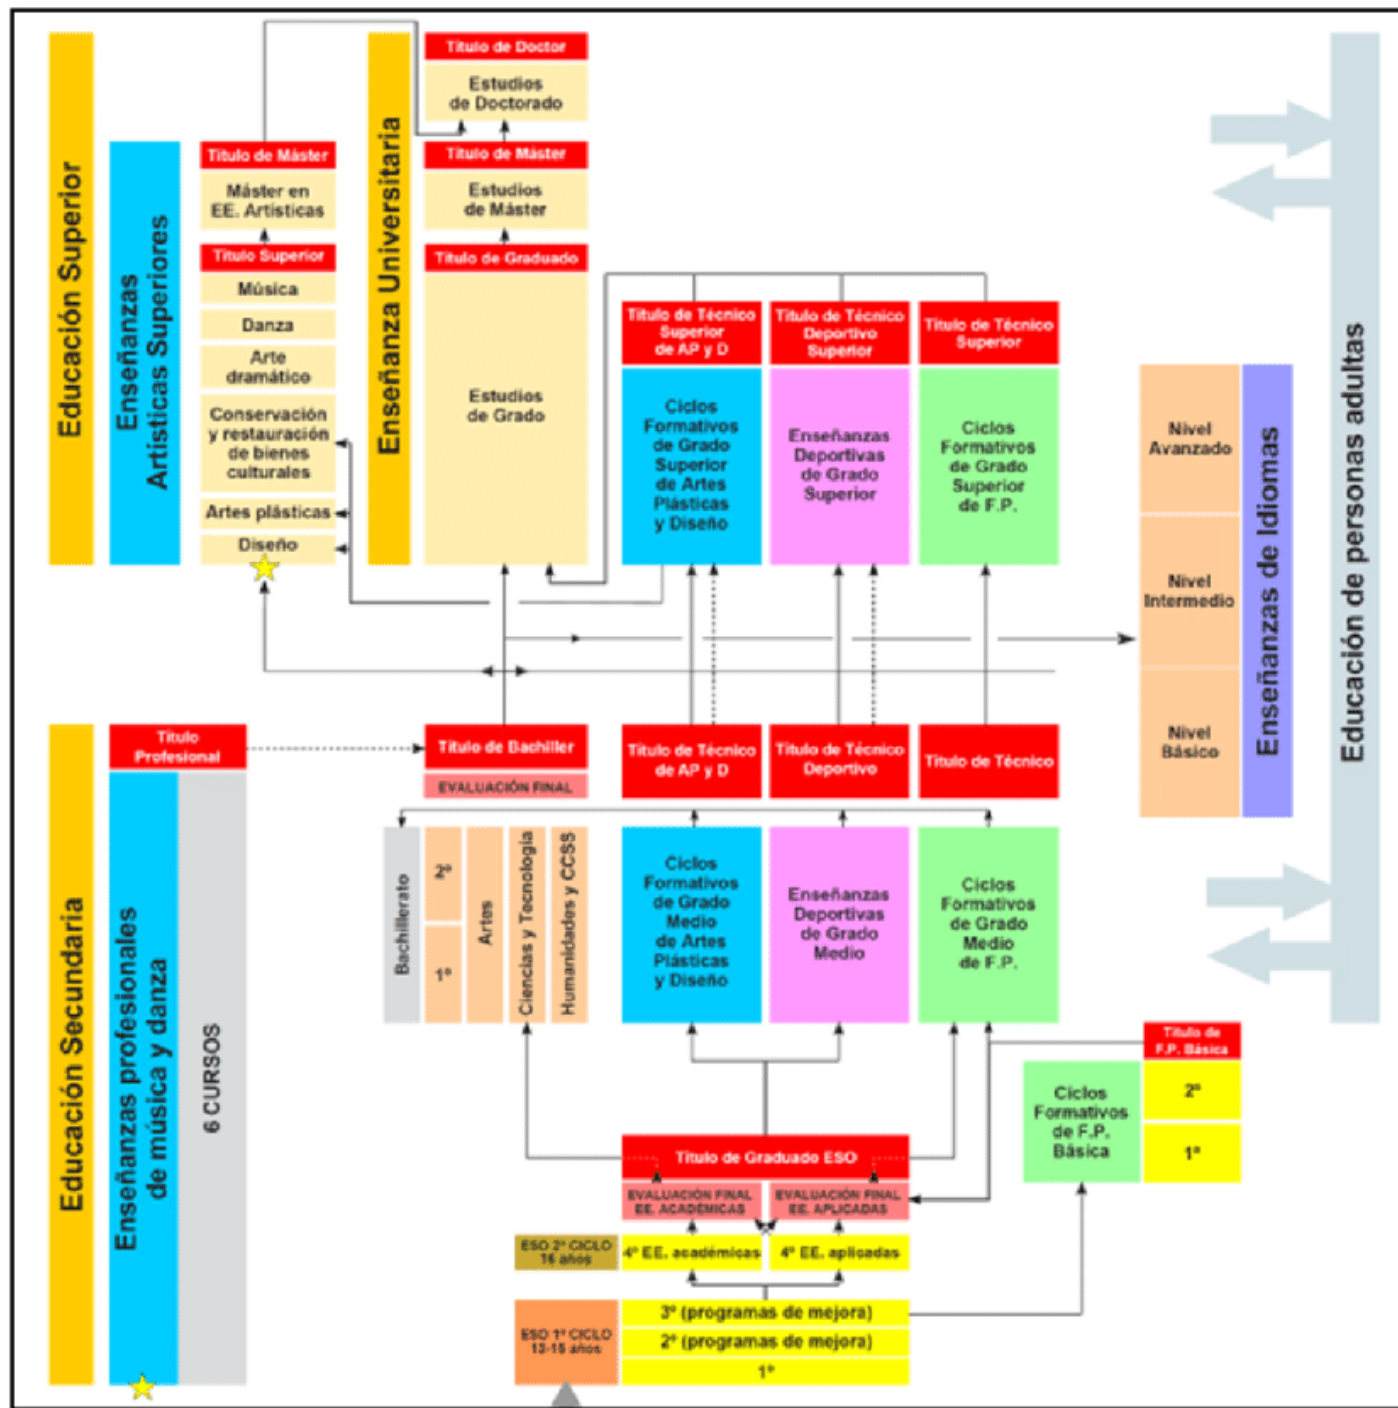 Educación Superior
Enseñanzas
Artísticas Superiores
Título de Máster
Máster en
EE. Artísticas
Título Superior
Música
Danza
Arte
dramático
Conservación
y restauración
de bienes
culturales
Artes plásticas
Diseño
Enseñanza Universitaria
Título de Doctor
Estudios
de Doctorado
Título de Máster
Estudios
de Máster
Título de Graduado
Estudios
de Grado
Título de Técnico
Superior
de AP y D
Ciclos
Formativos
de Grado
Superior
de Artes
Plásticas
y Diseño
Título de Técnico
Deportivo
Superior
Enseñanzas
Deportivas
de Grado
Superior
Título de Técnico
Superior
Ciclos
Formativos
de Grado
Superior
de F.P.
Nivel
Avanzado
Nivel
Intermedio
Nivel
Básico
Enseñanzas de Idiomas
Educación de personas adultas
Educación Secundaria
Título
Profesional
Enseñanzas profesionales
de música y danza
6 CURSOS
Título de Bachiller
EVALUACIÓN FINAL
Bachillerato
2º
1º
Artes
Ciencias y Tecnología
Humanidades y CCSS
Título de Técnico
de AP y D
Ciclos
Formativos
de Grado
Medio
de Artes
Plásticas
y Diseño
Título de Técnico
Deportivo
Enseñanzas
Deportivas
de Grado
Medio
Título de Técnico
Ciclos
Formativos
de Grado
Medio
de F.P.
Título de
F.P. Básica
Ciclos
Formativos
de F.P.
Básica
2º
1º
Título de Graduado ESO
EVALUACIÓN FINAL
EE. ACADÉMICAS
EVALUACIÓN FINAL
EE. APLICADAS
ESO 2º CICLO
16 años
4º EE. académicas
4º EE. aplicadas
ESO 1º CICLO
13-15 años
3º (programas de mejora)
2º (programas de mejora)
1º